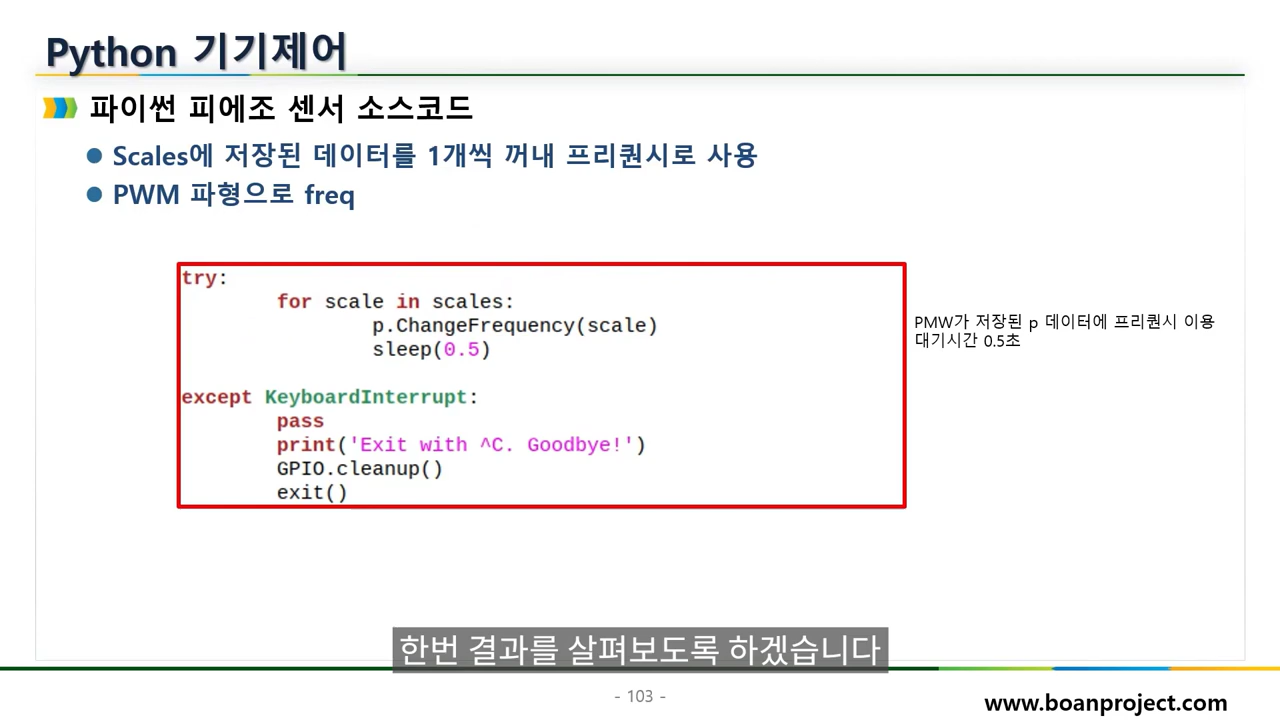 Python 기기제어
파이썬 피에조 센서 소스코드
Scales에 저장된 데이터를 1개씩 꺼내 프리퀀시로 사용
PWM 파형으로 freq
try:
for scale in scales:
p.ChangeFrequency(scale)
sleep(0.5)
except KeyboardInterrupt:
pass
print('Exit with ^C. Goodbye!')
GPIO.cleanup()
exit()
PMW가 저장된 p 데이터에 프리퀀시 이용
대기시간 0.5초
한번 결과를 살펴보도록 하겠습니다
- 103 -
www.boanproject.com